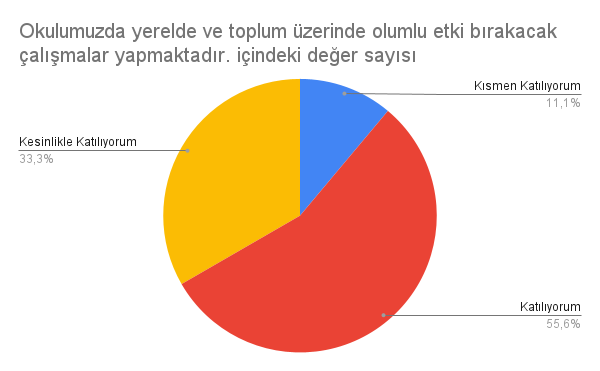 Okulumuzda yerelde ve toplum üzerinde olumlu etki bırakacak
çalışmalar yapmaktadır. içindeki değer sayısı
Kısmen Katılıyorum
11,1%
Kesinlikle Katılıyorum
33,3%
Katılıyorum
55,6%